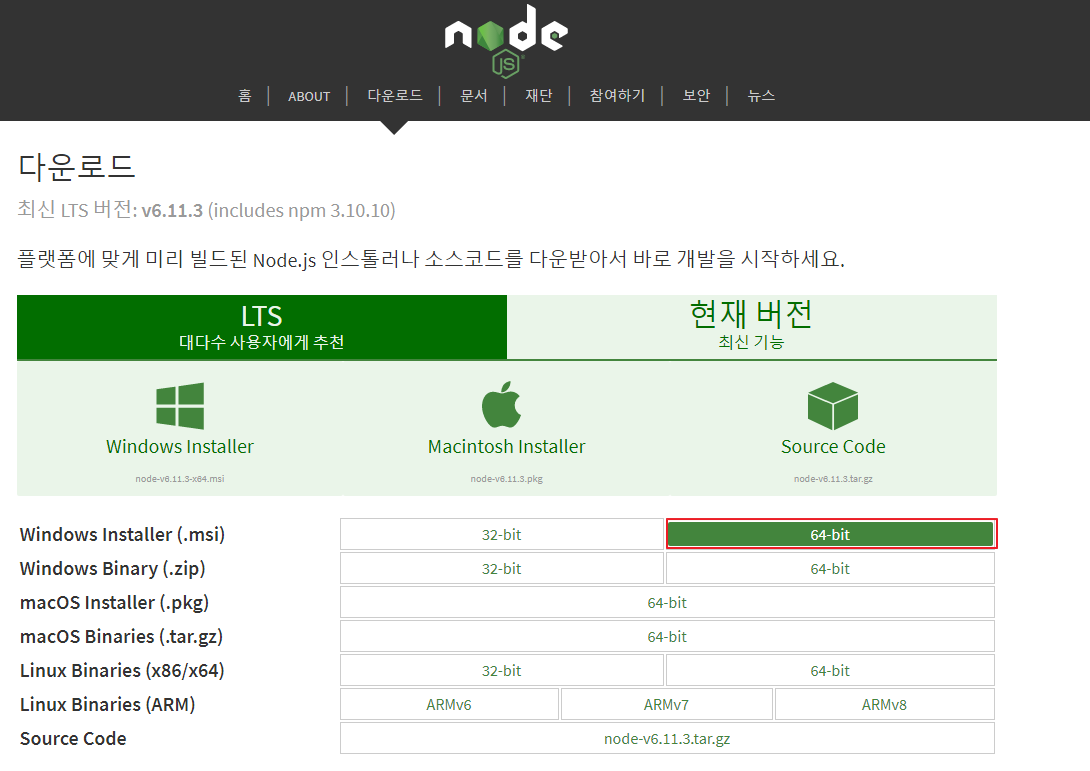 node
JS
홈 ABOUT 다운로드 문서 재단 참여하기 보안 뉴스
다운로드
최신 LTS 버전: v6.11.3 (includes npm 3.10.10)
플랫폼에 맞게 미리 빌드된 Node.js 인스톨러나 소스코드를 다운받아서 바로 개발을 시작하세요.
LTS 현재 버전
대다수 사용자에게 추천 최신 기능
Windows Installer Macintosh Installer Source Code
node-v6.11.3-x64.msi node-v6.11.3.pkg node-v6.11.3.tar.gz
Windows Installer (.msi) 32-bit 64-bit
Windows Binary (.zip) 32-bit 64-bit
macOS Installer (.pkg) 64-bit
macOS Binaries (.tar.gz) 64-bit
Linux Binaries (x86/x64) 32-bit 64-bit
Linux Binaries (ARM) ARMv6 ARMv7 ARMv8
Source Code node-v6.11.3.tar.gz